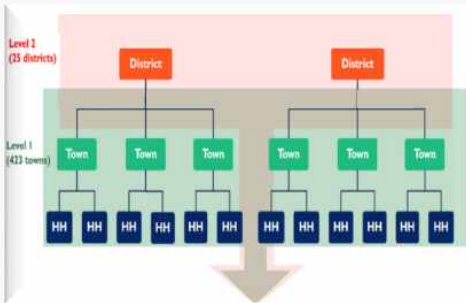 Level 2
(25 districts)
District District
Level 1
(423 towns)
Town Town Town Town Town Town
HH HH HH HH HH HH HH HH HH HH HH HH